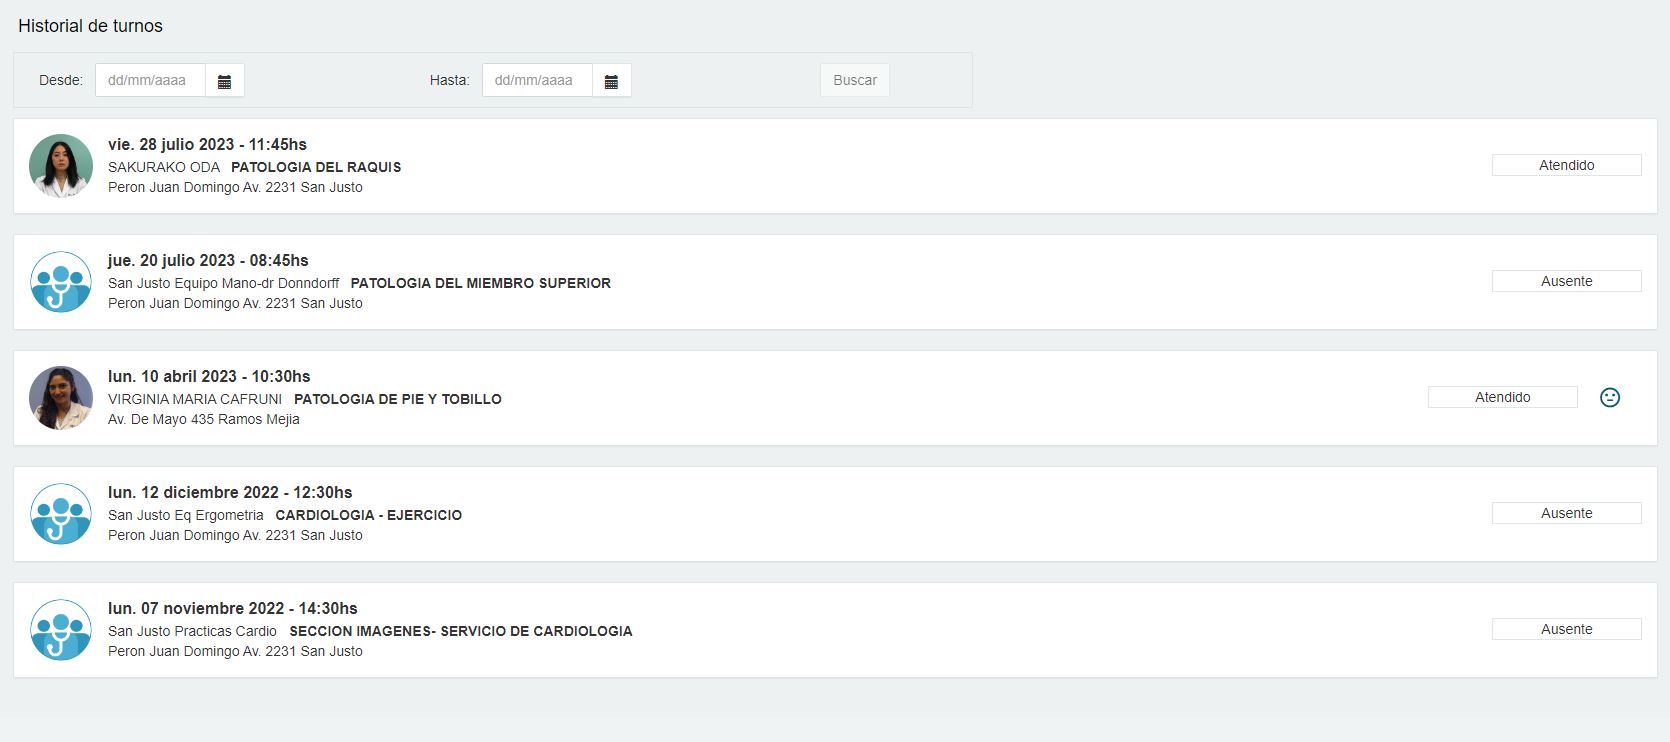 Historial de turnos
Desde: dd/mm/aaaa Hasta: dd/mm/aaaa Buscar
vie. 28 julio 2023 - 11:45hs
SAKURAKO ODA PATOLOGIA DEL RAQUIS
Atendido
Peron Juan Domingo Av. 2231 San Justo
jue. 20 julio 2023 - 08:45hs
San Justo Equipo Mano-dr Donndorff PATOLOGIA DEL MIEMBRO SUPERIOR
Ausente
Peron Juan Domingo Av. 2231 San Justo
lun. 10 abril 2023 - 10:30hs
VIRGINIA MARIA CAFRUNI PATOLOGIA DE PIE Y TOBILLO
Atendido
Av. De Mayo 435 Ramos Mejia
lun. 12 diciembre 2022 - 12:30hs
San Justo Eq Ergometria CARDIOLOGIA - EJERCICIO
Ausente
Peron Juan Domingo Av. 2231 San Justo
lun. 07 noviembre 2022 - 14:30hs
San Justo Practicas Cardio SECCION IMAGENES- SERVICIO DE CARDIOLOGIA
Ausente
Peron Juan Domingo Av. 2231 San Justo